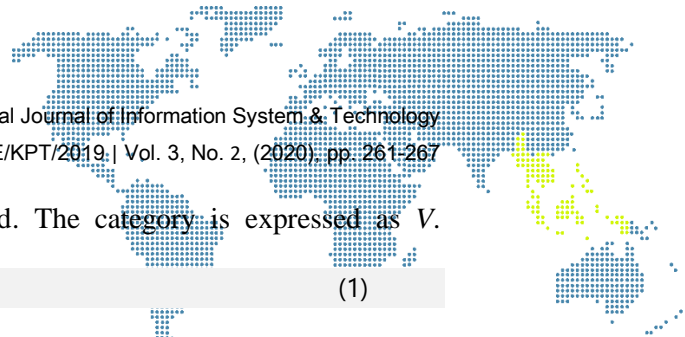 al Journal of Information System & Technology
E/KPT/2019 | Vol. 3, No. 2, (2020), pp. 261-267
d. The category is expressed as V.
(1)